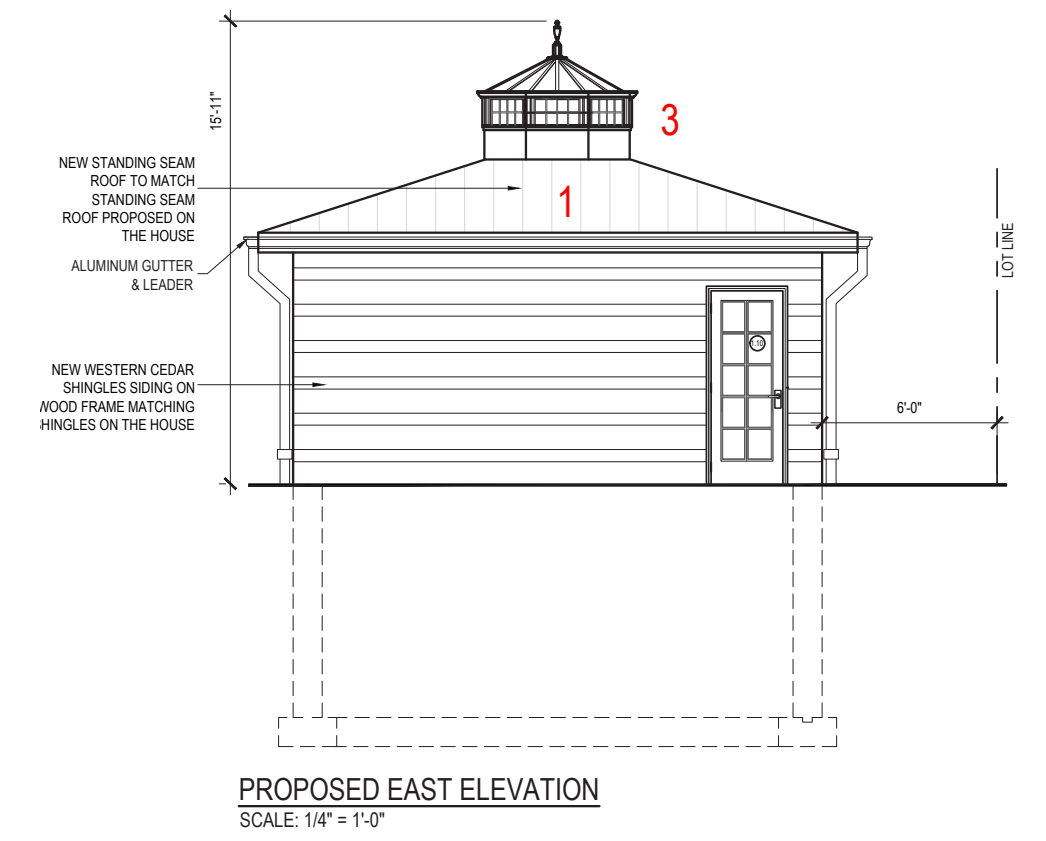 15'-11"
3
NEW STANDING SEAM
ROOF TO MATCH
STANDING SEAM
ROOF PROPOSED ON
THE HOUSE
1
ALUMINUM GUTTER
& LEADER
LOT LINE
1.10
NEW WESTERN CEDAR
SHINGLES SIDING ON
WOOD FRAME MATCHING
SHINGLES ON THE HOUSE
6'-0"
PROPOSED EAST ELEVATION
SCALE: 1/4" = 1'-0"